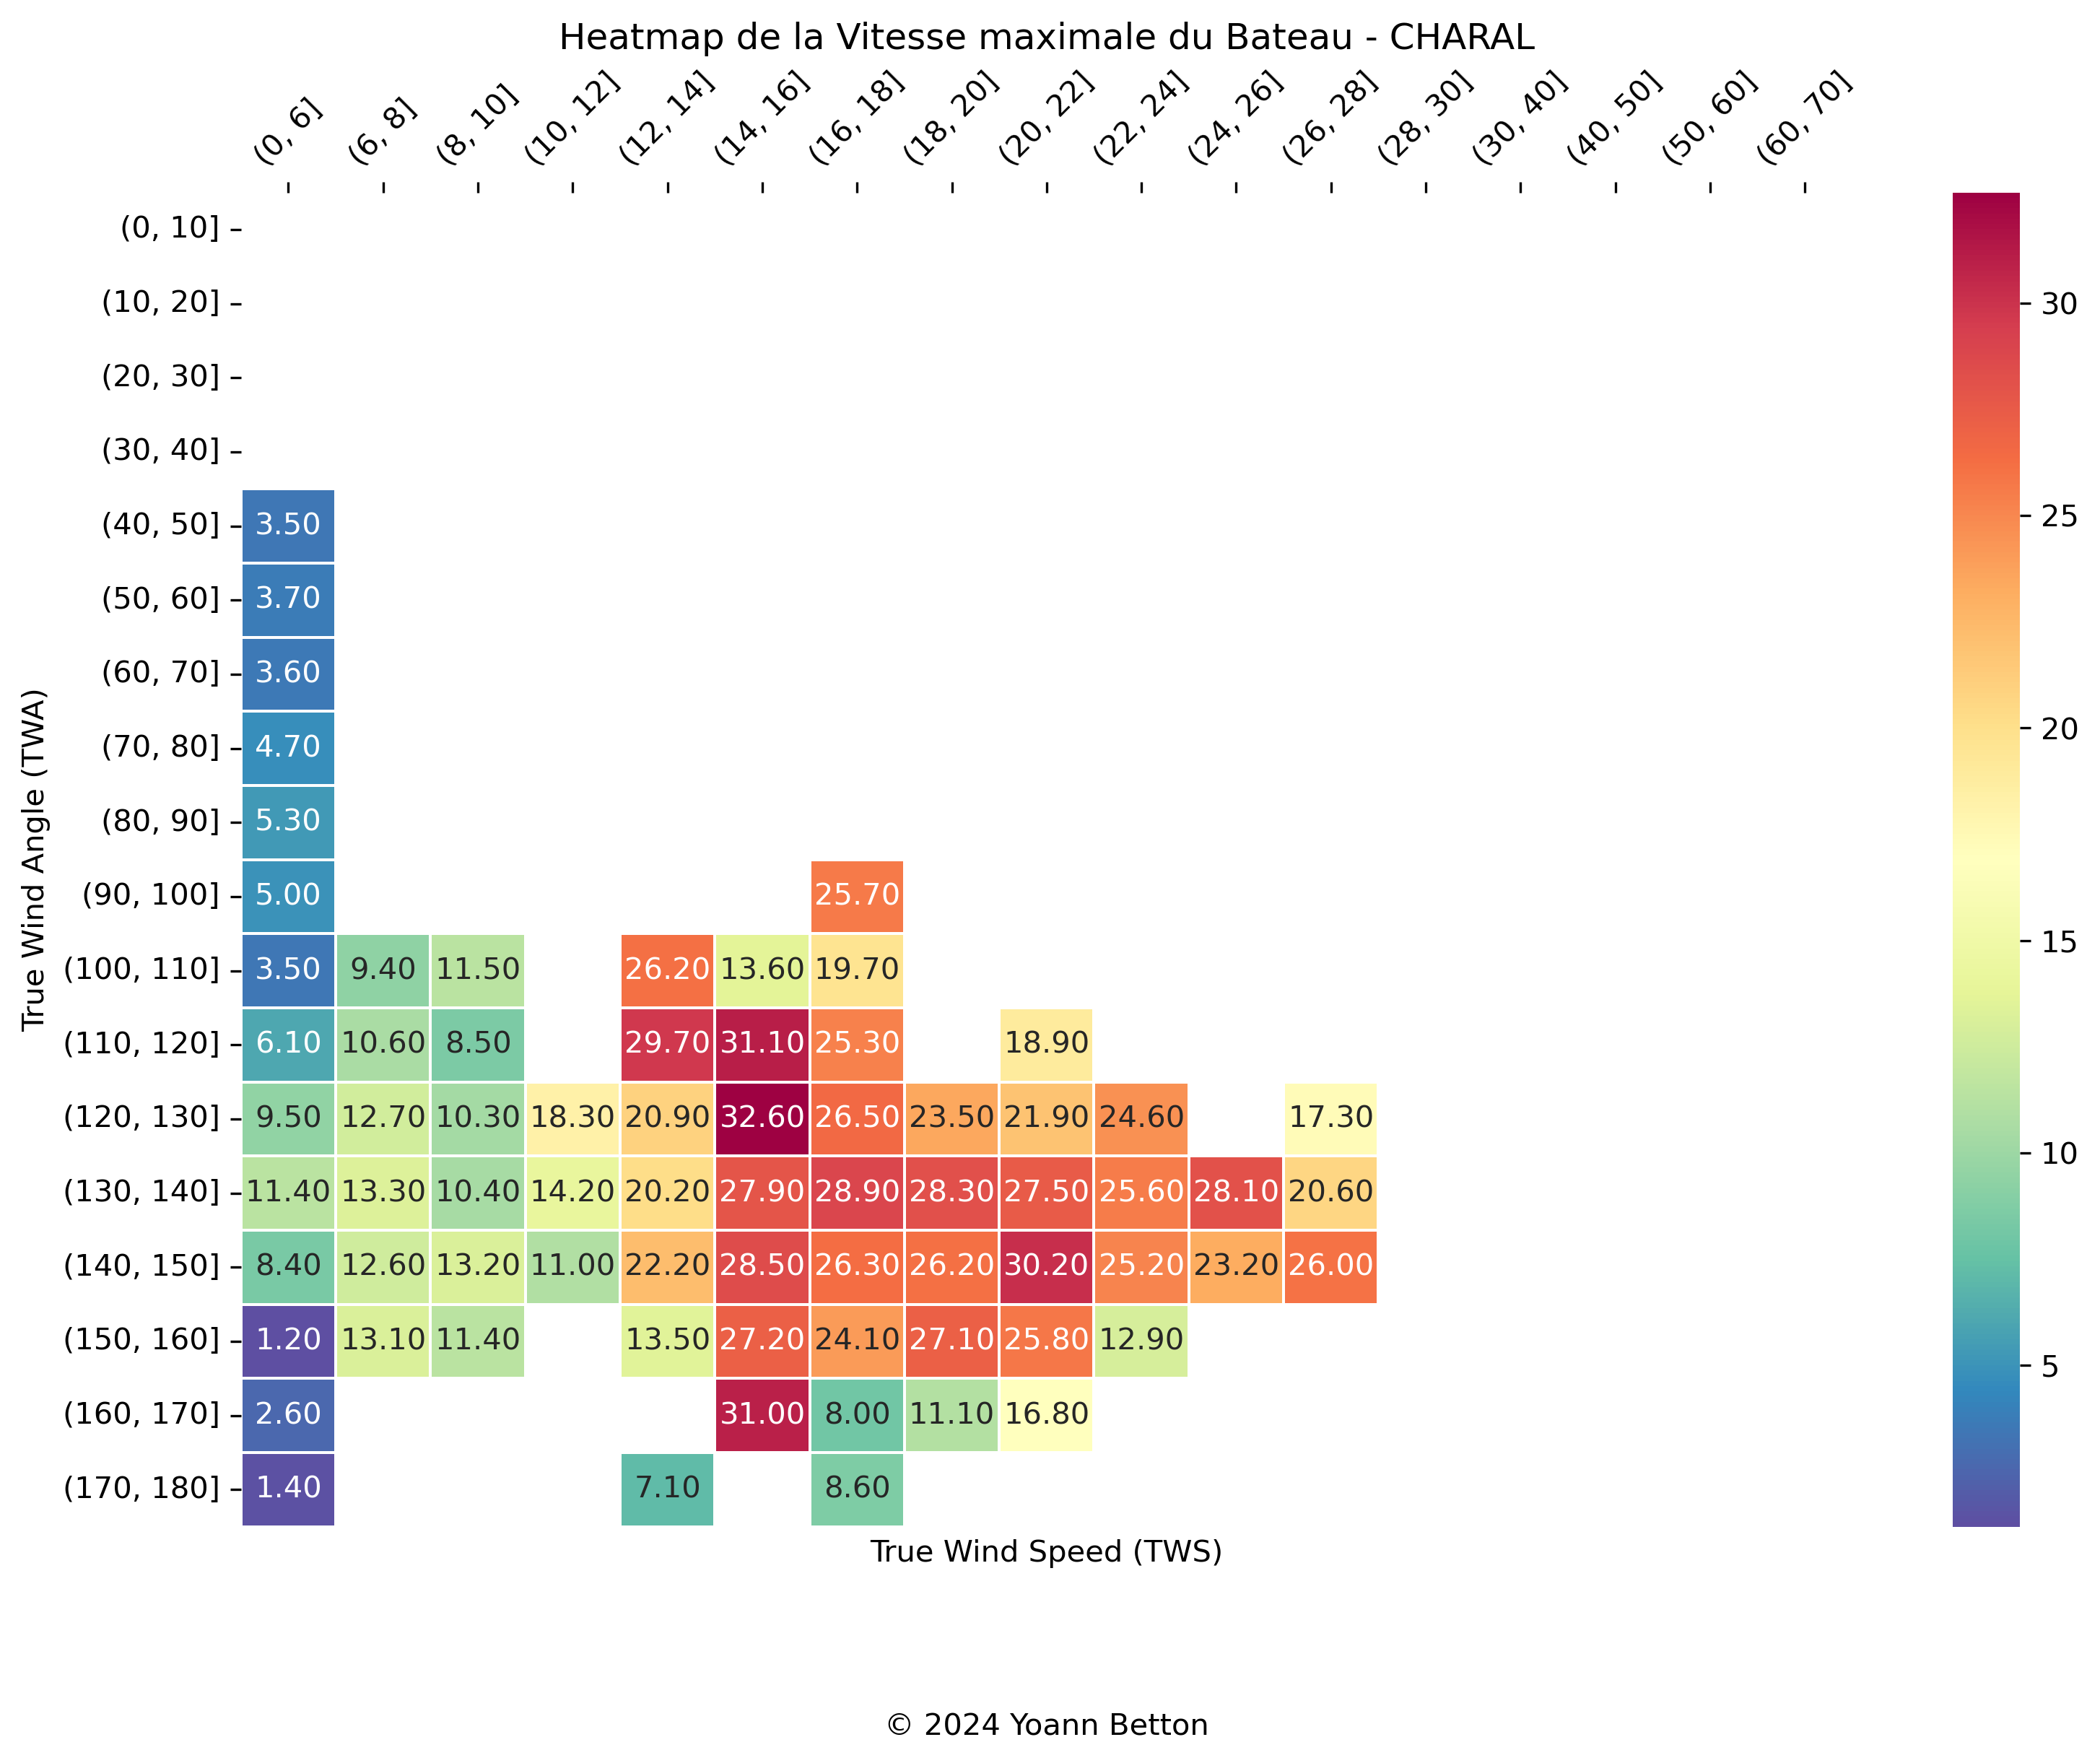 Heatmap de la Vitesse maximale du Bateau - CHARAL
(0, 6] (6, 8] (8, 10] (10, 12] (12, 14] (14, 16] (16, 18] (18, 20] (20, 22] (22, 24] (24, 26] (26, 28] (28, 30] (30, 40] (40, 50] (50, 60] (60, 70]
True Wind Angle (TWA)
(0, 10]
(10, 20]
(20, 30]
(30, 40]
(40, 50] 3.50
(50, 60] 3.70
(60, 70] 3.60
(70, 80] 4.70
(80, 90] 5.30
(90, 100] 5.00 25.70
(100, 110] 3.50 9.40 11.50 26.20 13.60 19.70
(110, 120] 6.10 10.60 8.50 29.70 31.10 25.30 18.90
(120, 130] 9.50 12.70 10.30 18.30 20.90 32.60 26.50 23.50 21.90 24.60 17.30
(130, 140] 11.40 13.30 10.40 14.20 20.20 27.90 28.90 28.30 27.50 25.60 28.10 20.60
(140, 150] 8.40 12.60 13.20 11.00 22.20 28.50 26.30 26.20 30.20 25.20 23.20 26.00
(150, 160] 1.20 13.10 11.40 13.50 27.20 24.10 27.10 25.80 12.90
(160, 170] 2.60 31.00 8.00 11.10 16.80
(170, 180] 1.40 7.10 8.60
True Wind Speed (TWS)
30
25
20
15
10
5
© 2024 Yoann Betton